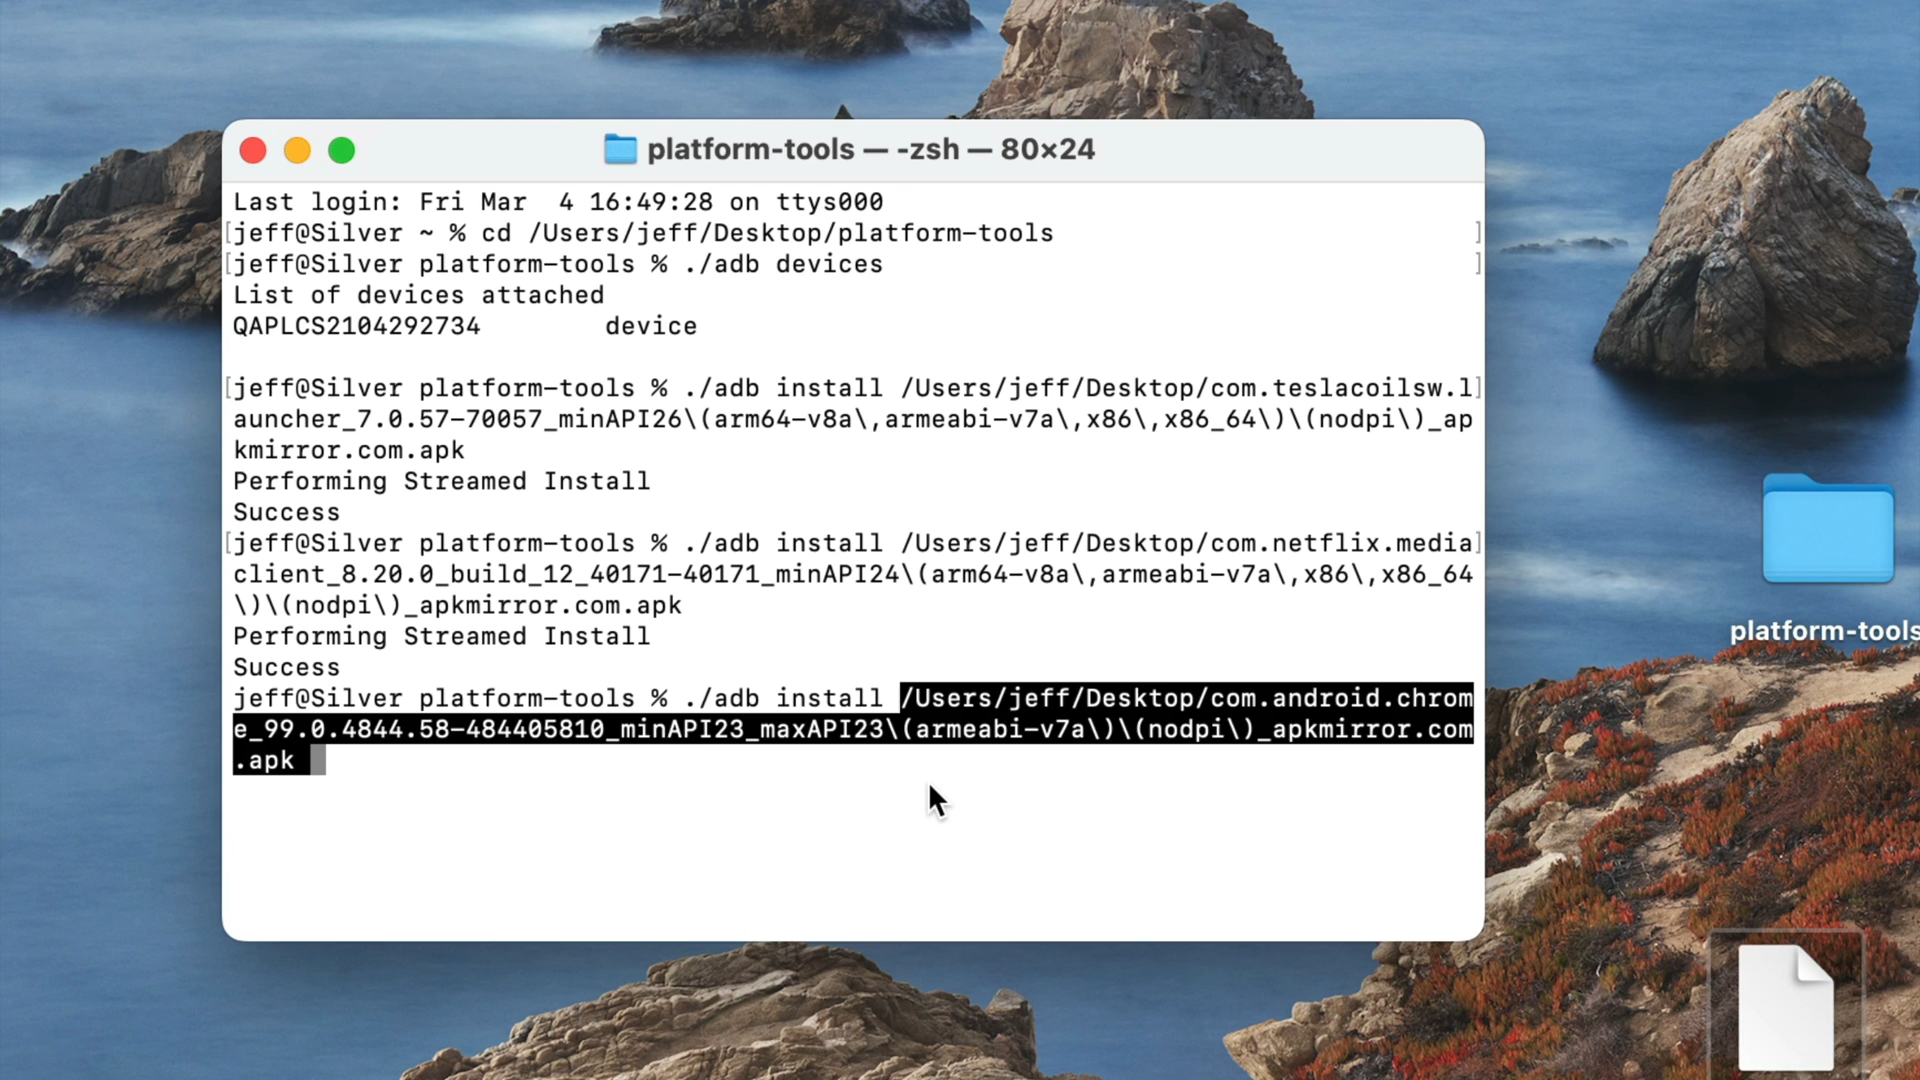 platform-tools — -zsh — 80×24
Last login: Fri Mar  4 16:49:28 on ttys000
[jeff@Silver ~ % cd /Users/jeff/Desktop/platform-tools ]
[jeff@Silver platform-tools % ./adb devices ]
List of devices attached
QAPLCS2104292734        device
[jeff@Silver platform-tools % ./adb install /Users/jeff/Desktop/com.teslacoilsw.l]
auncher_7.0.57-70057_minAPI26\(arm64-v8a\,armeabi-v7a\,x86\,x86_64\)\(nodpi\)_ap
kmirror.com.apk
Performing Streamed Install
Success
[jeff@Silver platform-tools % ./adb install /Users/jeff/Desktop/com.netflix.media]
client_8.20.0_build_12_40171-40171_minAPI24\(arm64-v8a\,armeabi-v7a\,x86\,x86_64
\)\(nodpi\)_apkmirror.com.apk
Performing Streamed Install
Success
jeff@Silver platform-tools % ./adb install /Users/jeff/Desktop/com.android.chrom
e_99.0.4844.58-484405810_minAPI23_maxAPI23\(armeabi-v7a\)\(nodpi\)_apkmirror.com
.apk
platform-tools